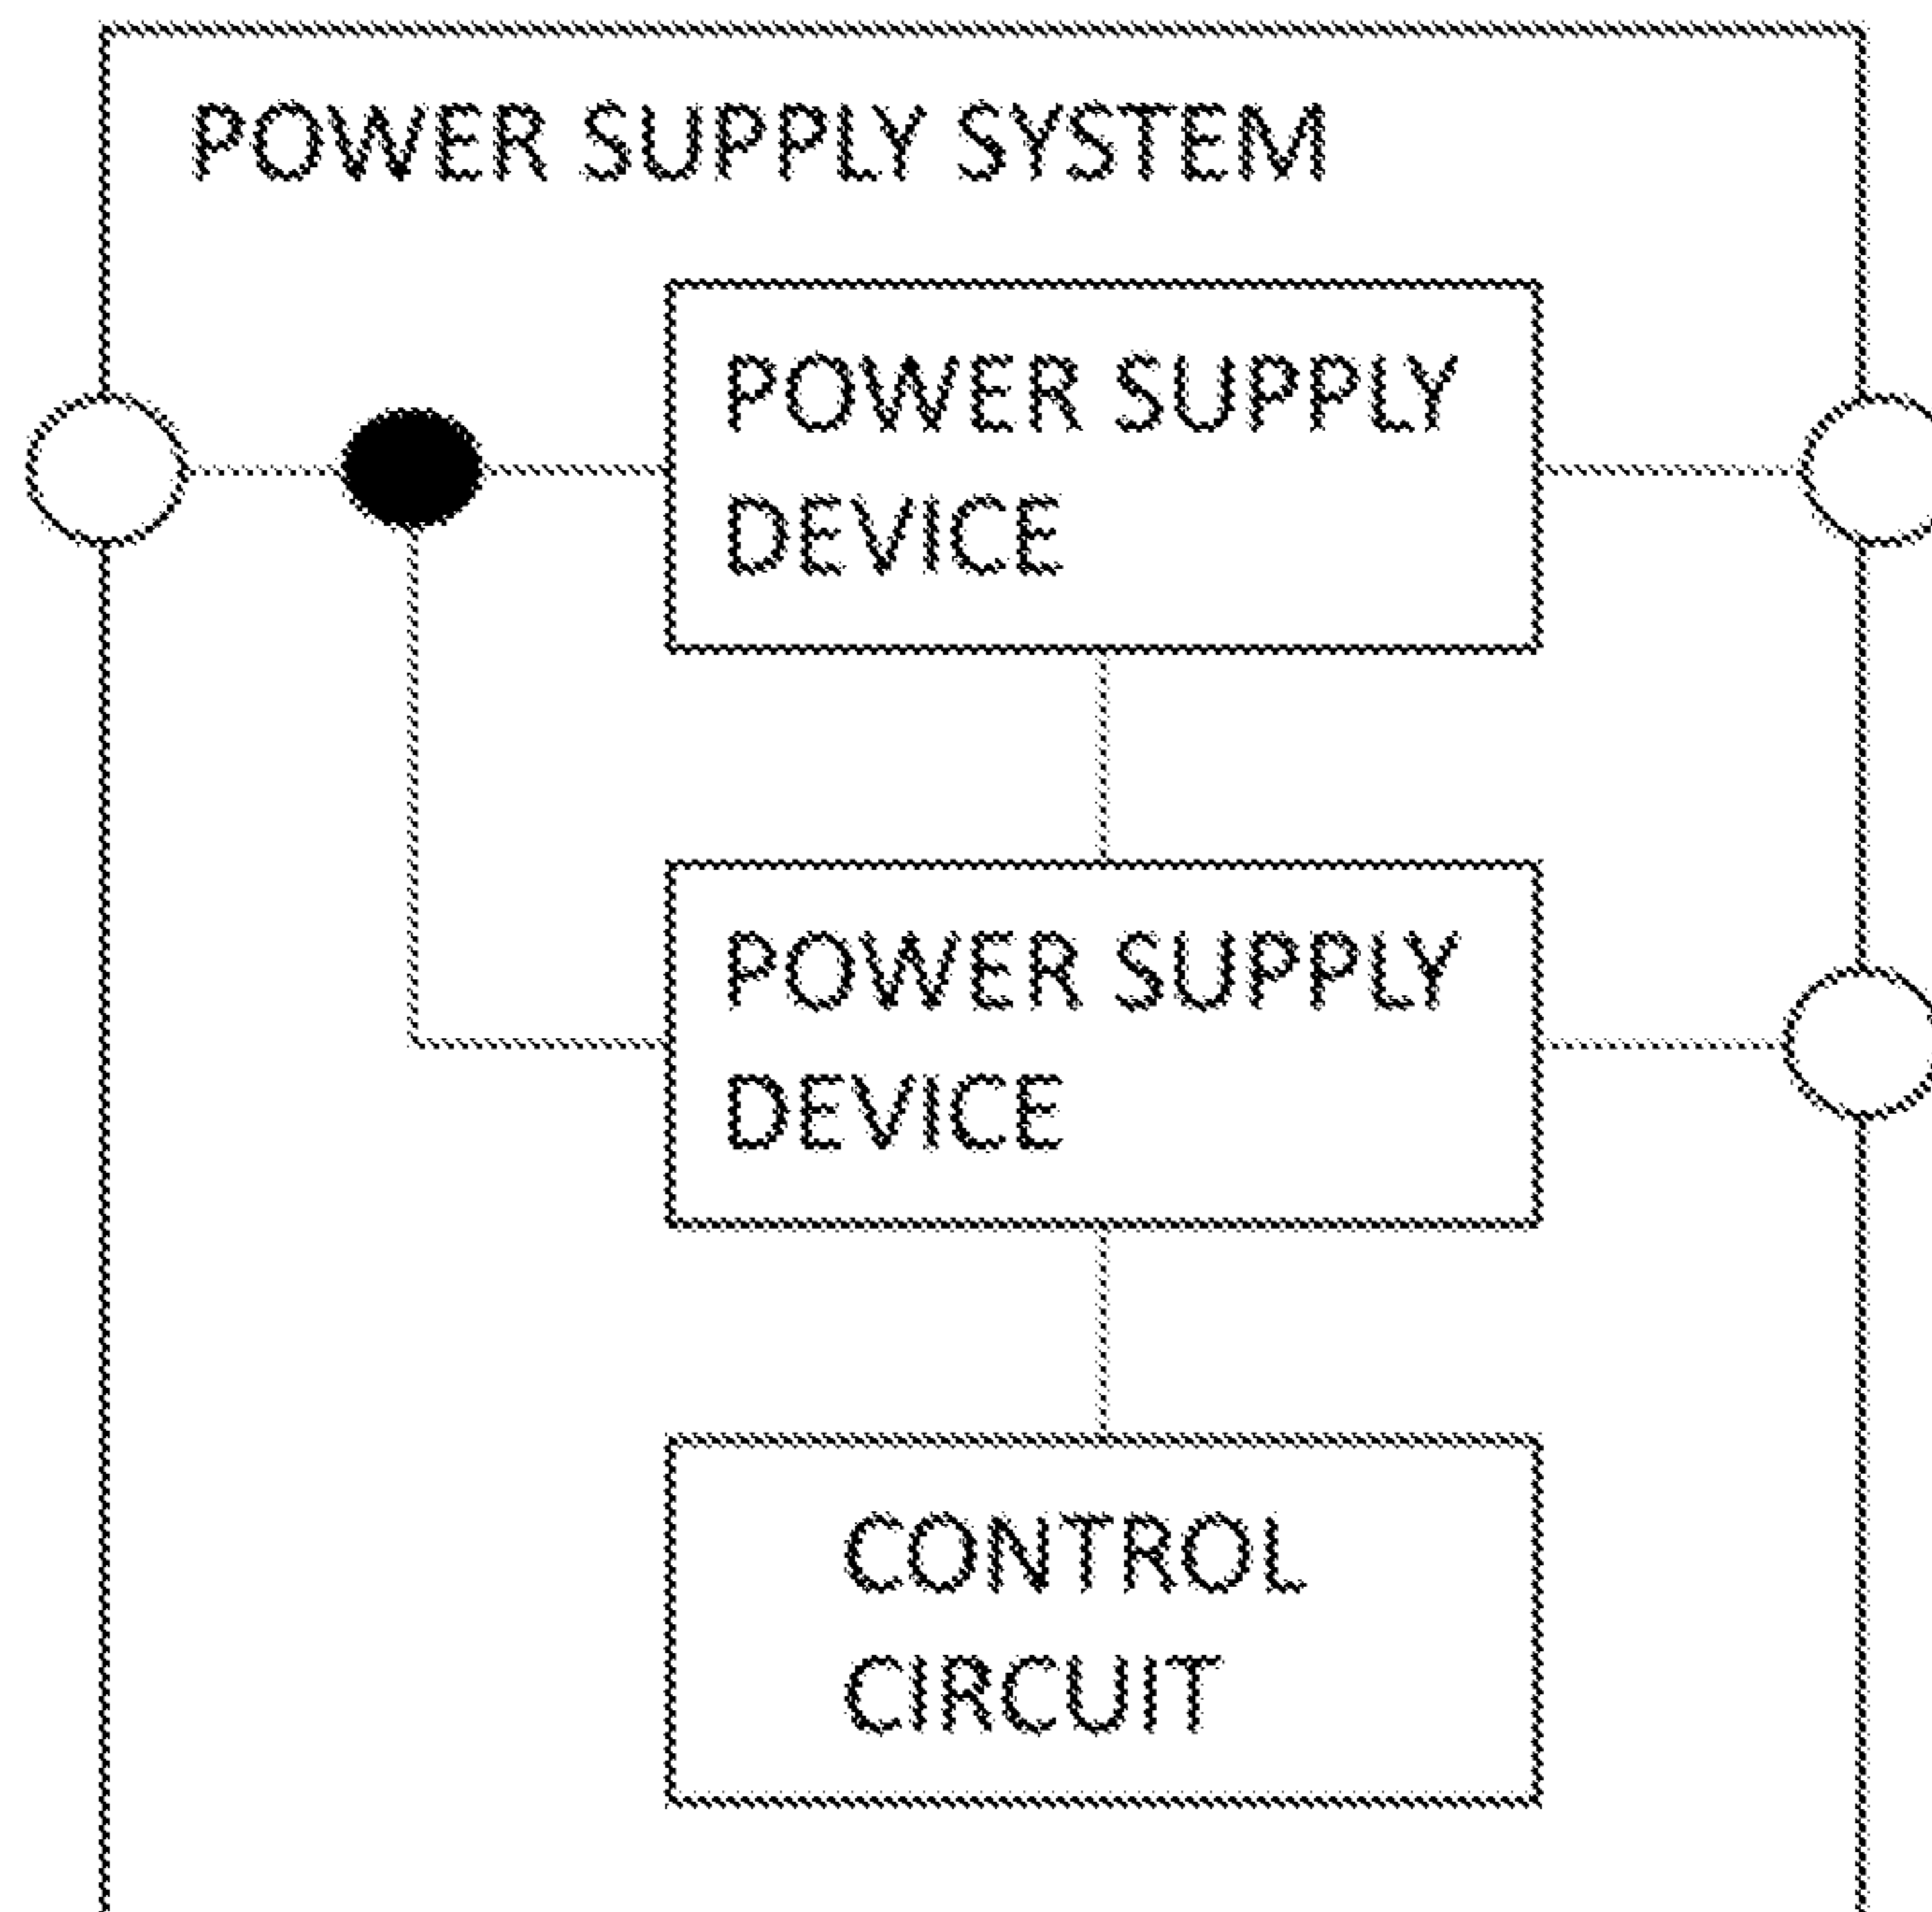 POWER SUPPLY SYSTEM
POWER SUPPLY
DEVICE
POWER SUPPLY
DEVICE
CONTROL
CIRCUIT